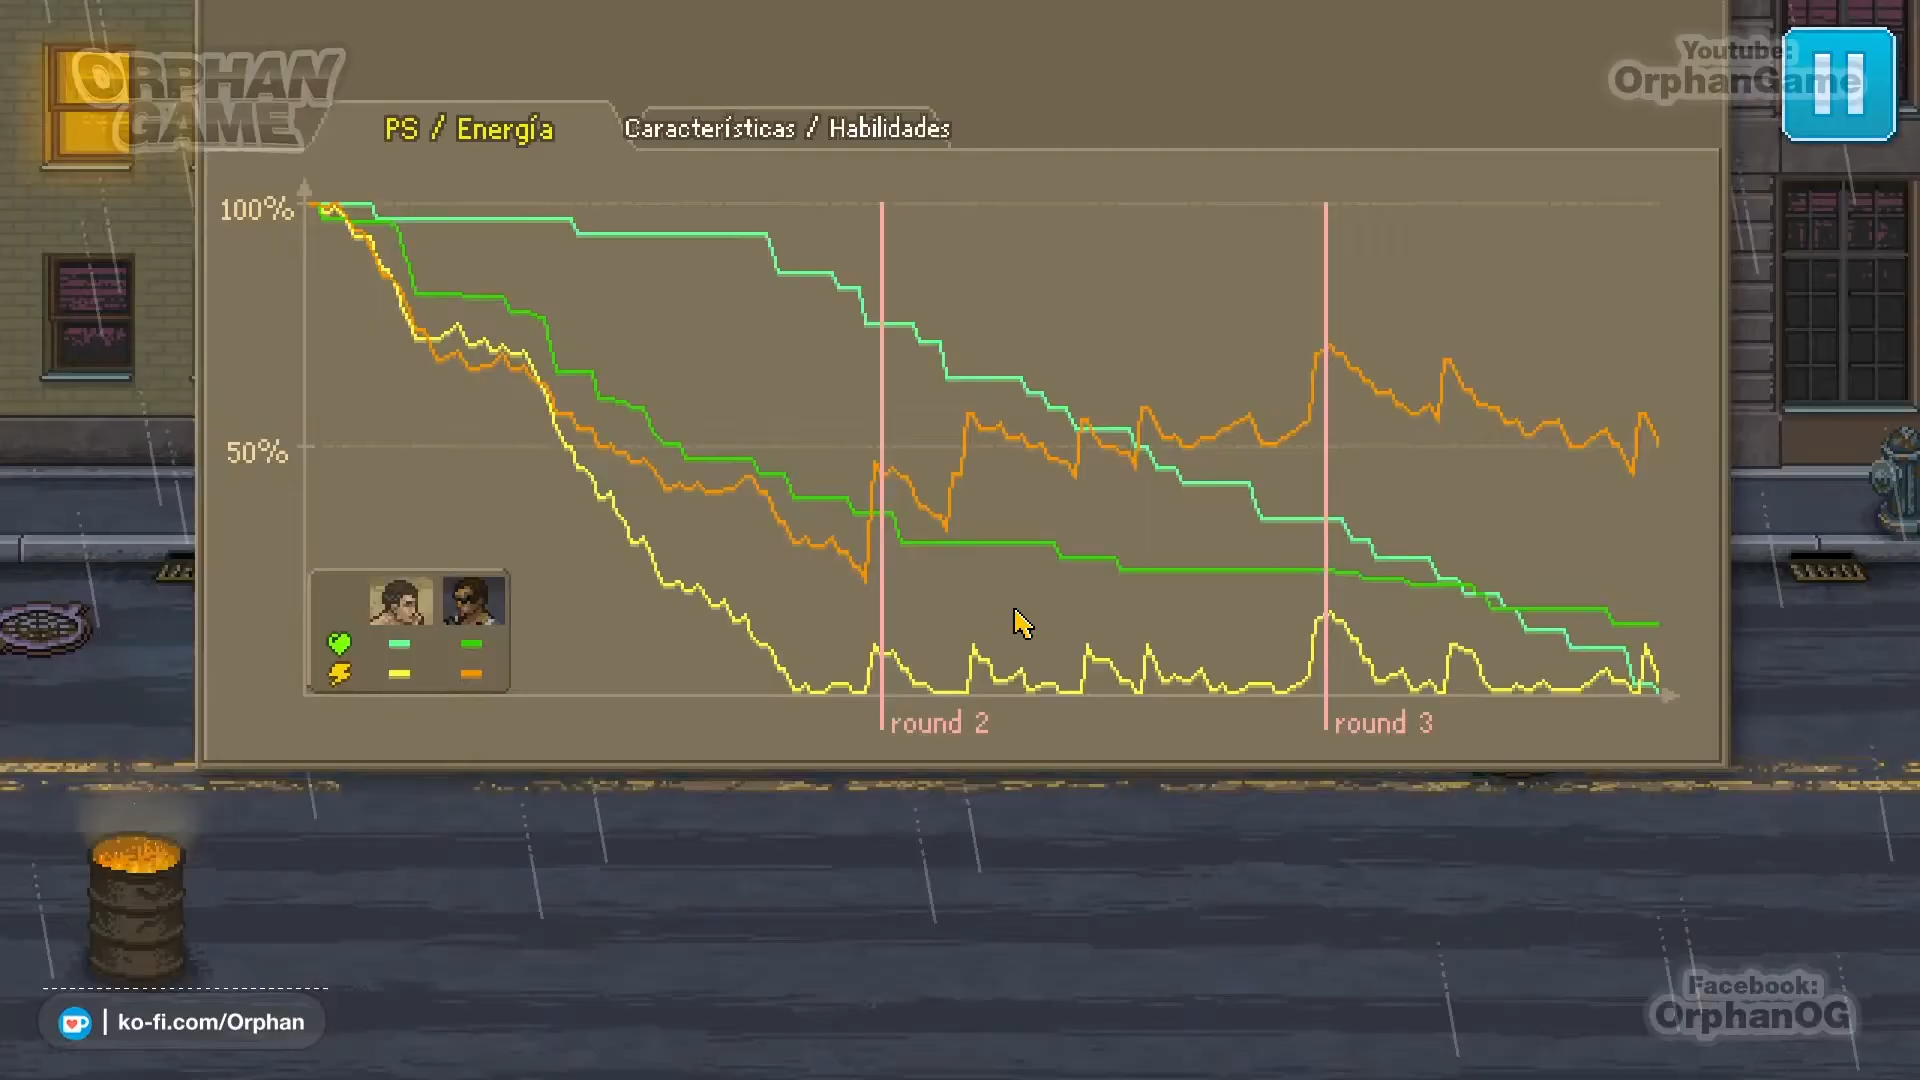 ORPHAN
GAME
Youtube:
OrphanGame
PS / Energía
Características / Habilidades
100%
50%
round 2
round 3
ko-fi.com/Orphan
Facebook:
OrphanOG